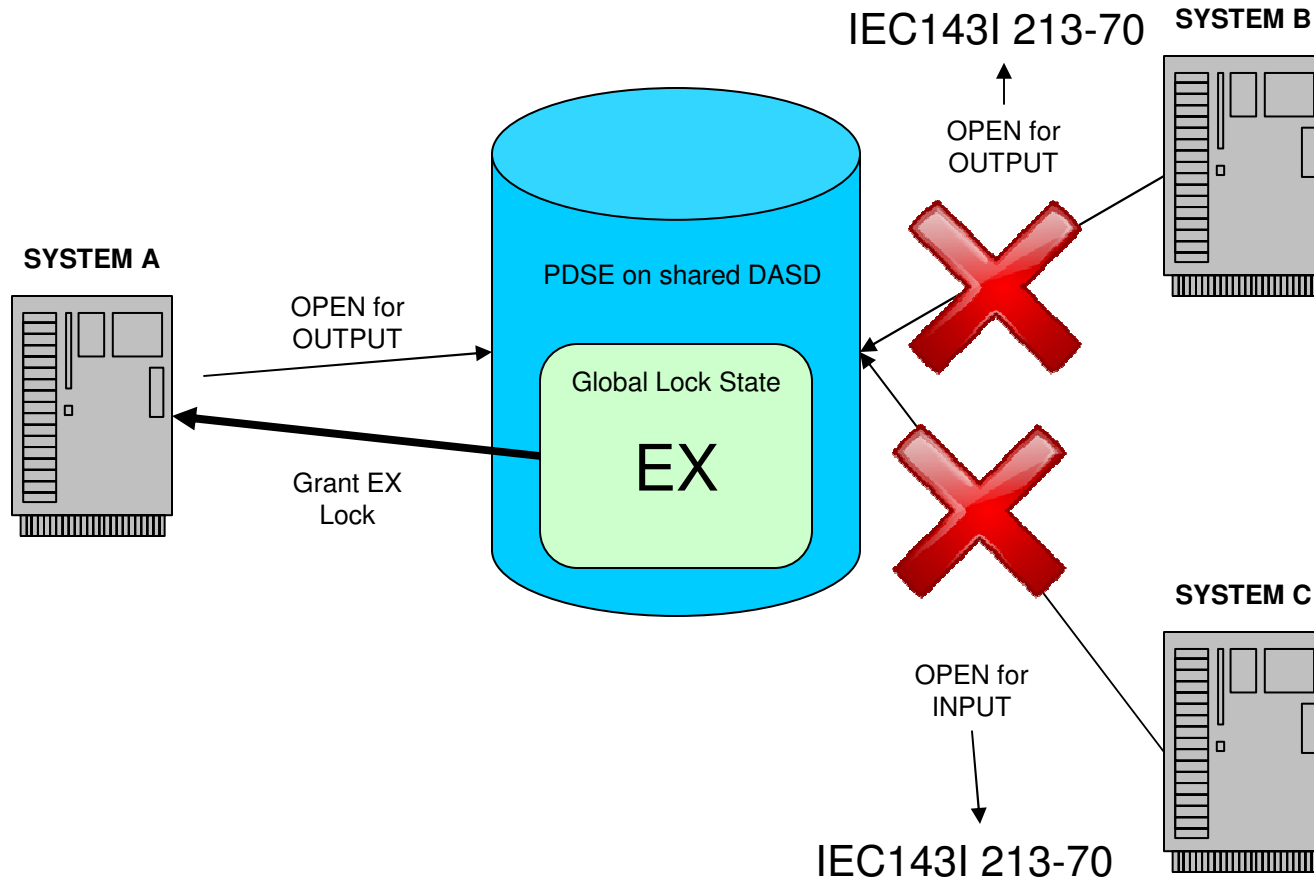 IEC143I 213-70
SYSTEM B
OPEN for
OUTPUT
SYSTEM A
OPEN for
OUTPUT
PDSE on shared DASD
Global Lock State
EX
Grant EX
Lock
SYSTEM C
OPEN for
INPUT
IEC143I 213-70